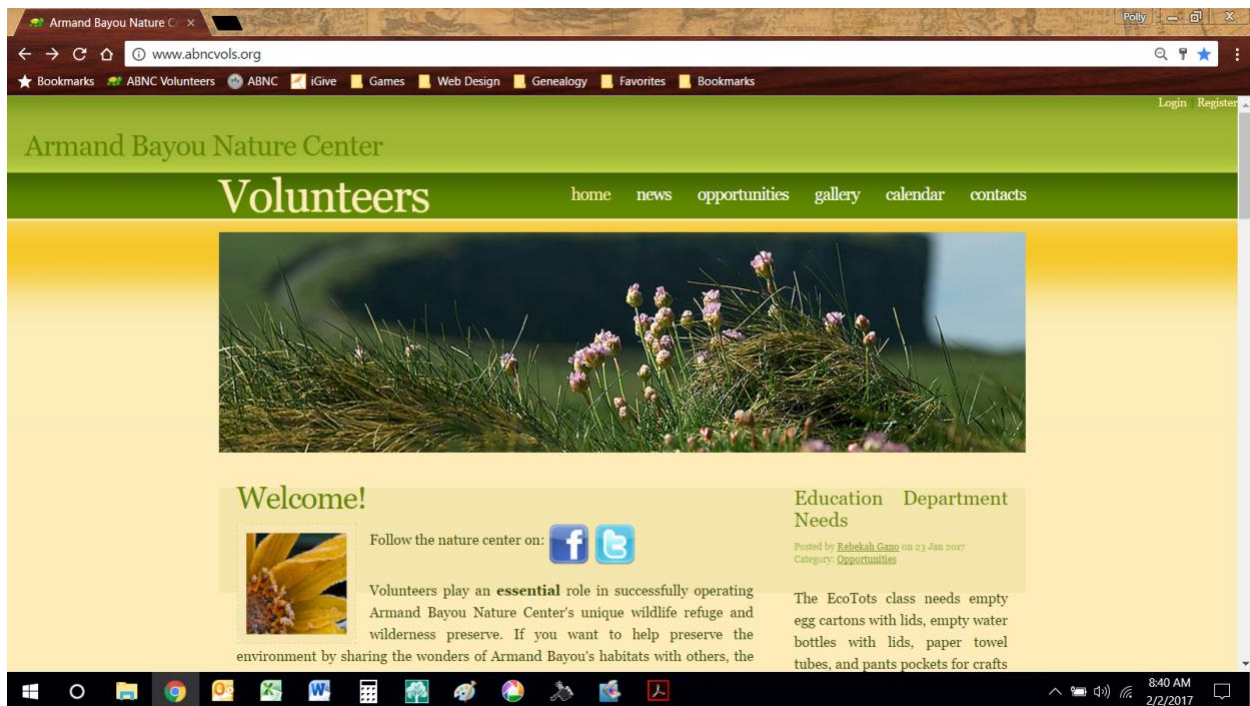 Armand Bayou Nature C
Polly
www.abncvols.org
Bookmarks ABNC Volunteers ABNC iGive Games Web Design Genealogy Favorites Bookmarks
Login | Register
Armand Bayou Nature Center
Volunteers
home news opportunities gallery calendar contacts
Welcome!
Follow the nature center on:
Volunteers play an essential role in successfully operating
Armand Bayou Nature Center's unique wildlife refuge and
wilderness preserve. If you want to help preserve the
environment by sharing the wonders of Armand Bayou's habitats with others, the
Education Department
Needs
Posted by Rebekah Gano on 23 Jan 2017
Category: Opportunities
The EcoTots class needs empty
egg cartons with lids, empty water
bottles with lids, paper towel
tubes, and pants pockets for crafts
8:40 AM
2/2/2017